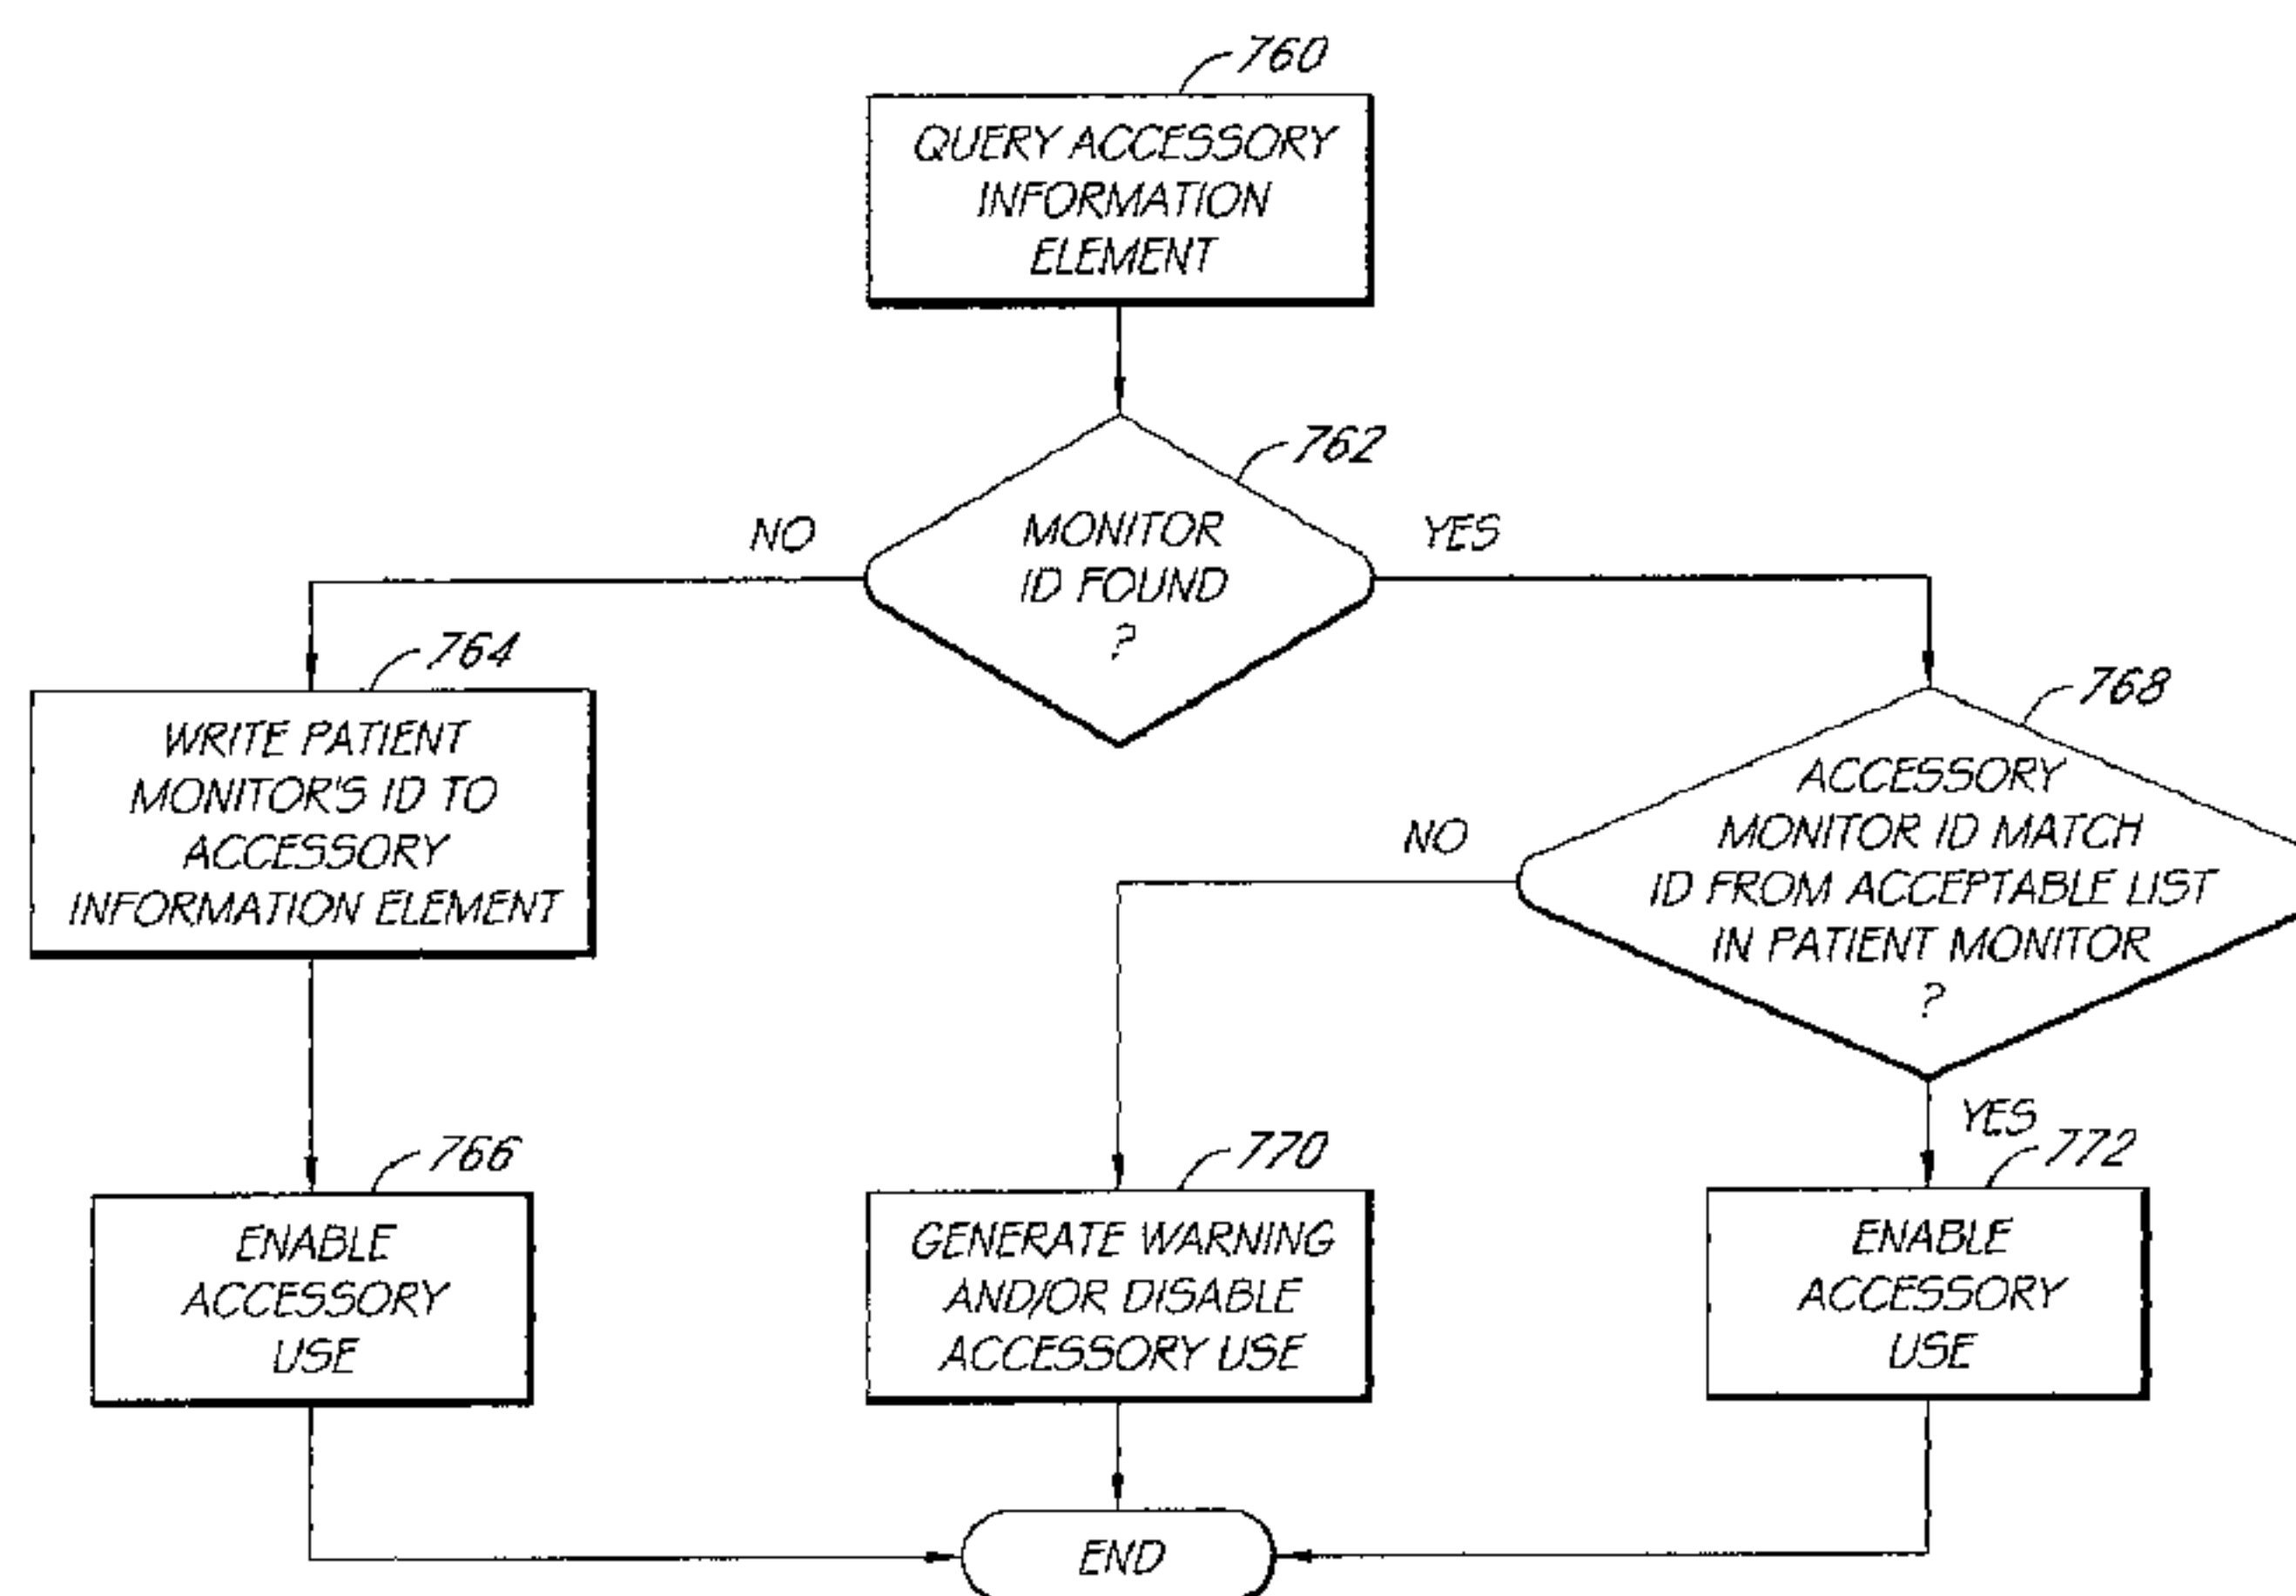 760
QUERY ACCESSORY
INFORMATION
ELEMENT
762
MONITOR
ID FOUND
?
NO
YES
764
WRITE PATIENT
MONITOR'S ID TO
ACCESSORY
INFORMATION ELEMENT
768
ACCESSORY
MONITOR ID MATCH
ID FROM ACCEPTABLE LIST
IN PATIENT MONITOR
?
NO
YES
766
ENABLE
ACCESSORY
USE
770
GENERATE WARNING
AND/OR DISABLE
ACCESSORY USE
772
ENABLE
ACCESSORY
USE
END